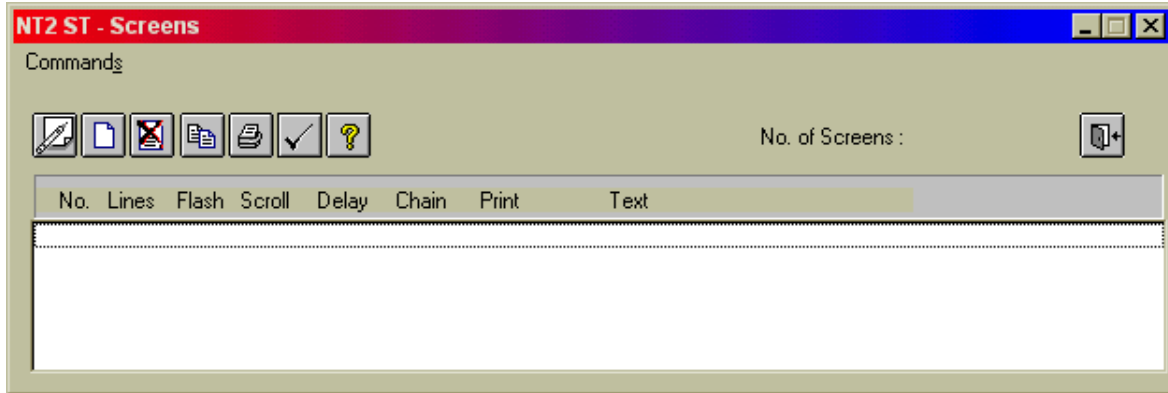 NT2 ST - Screens
Commands
No. of Screens :
No. Lines Flash Scroll Delay Chain Print Text